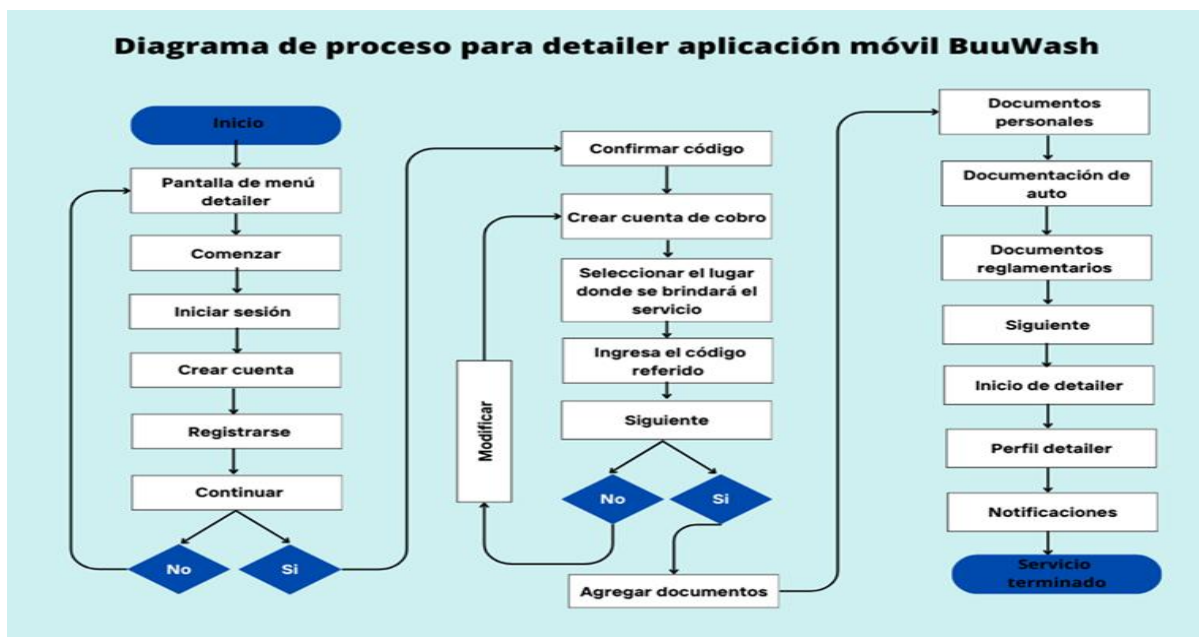 Diagrama de proceso para detailer aplicación móvil BuuWash
Inicio
Pantalla de menú
detailer
Comenzar
Iniciar sesión
Crear cuenta
Registrarse
Continuar
No
Si
Confirmar código
Crear cuenta de cobro
Seleccionar el lugar
donde se brindará el
servicio
Ingresa el código
referido
Siguiente
Modificar
No
Si
Agregar documentos
Documentos
personales
Documentación de
auto
Documentos
reglamentarios
Siguiente
Inicio de detailer
Perfil detailer
Notificaciones
Servicio
terminado